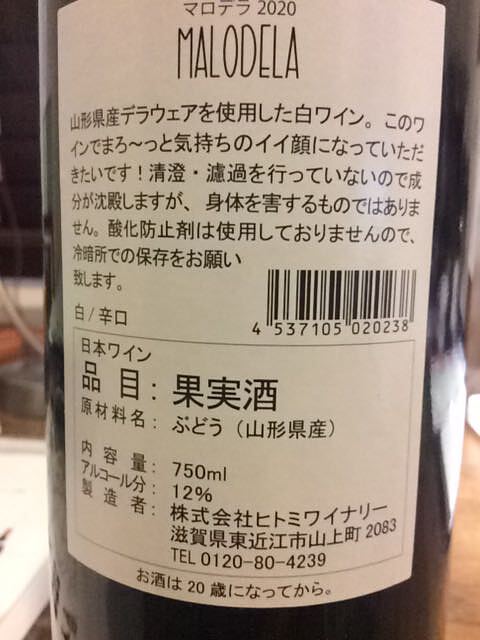 マロデラ 2020
MALODELA
山形県産デラウェアを使用した白ワイン。このワ
インでまろ〜っと気持ちのイイ顔になっていただ
きたいです！清澄・濾過を行っていないので成
分が沈殿しますが、身体を害するものではありま
せん。酸化防止剤は使用しておりませんので、
冷暗所での保存をお願い
致します。
白/辛口
4 537105 020238
日本ワイン
品目：果実酒
原材料名：ぶどう（山形県産）
内容量：750ml
アルコール分：12%
製造者：株式会社ヒトミワイナリー
滋賀県東近江市山上町2083
TEL 0120-80-4239
お酒は20歳になってから。